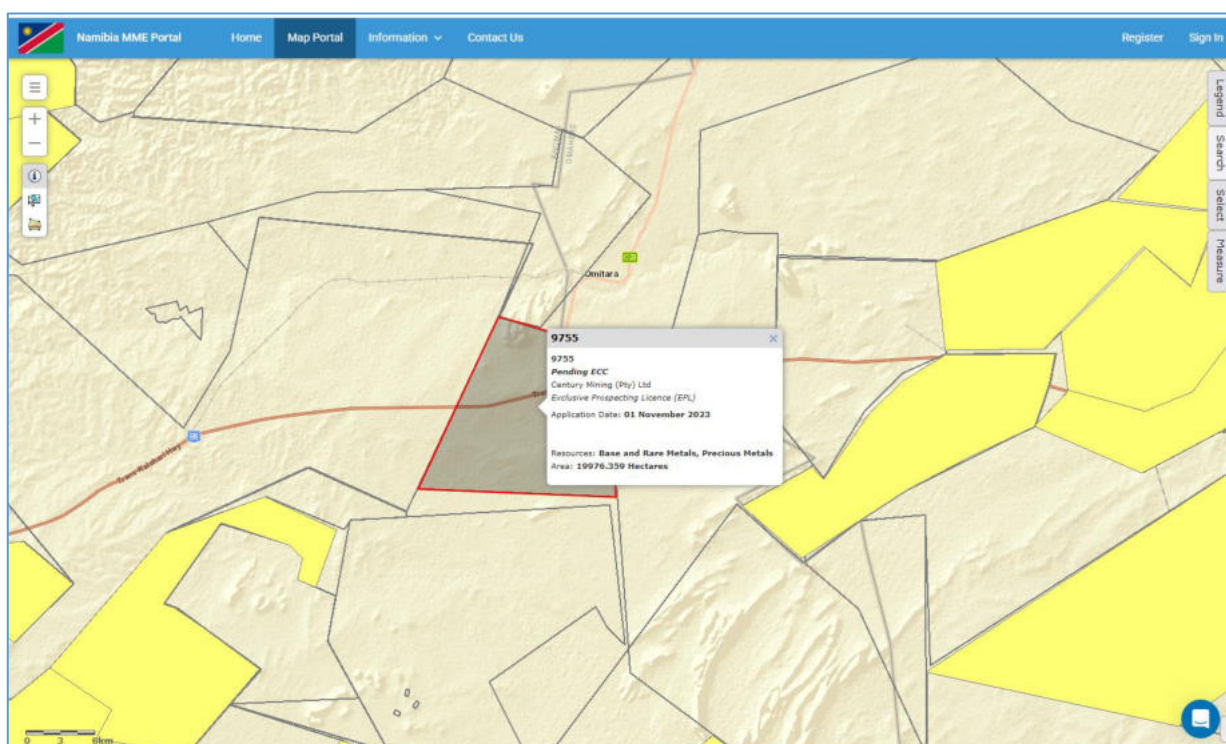 Namibia MME Portal Home Map Portal Information Contact Us Register Sign In
Legend
Search
Select
Measure
Omitara
9755
9755
Pending ECC
Century Mining (Pty) Ltd
Exclusive Prospecting Licence (EPL)
Application Date: 01 November 2023
Resources: Base and Rare Metals, Precious Metals
Area: 19976.359 Hectares
Trans-Kalahari Hwy
0 3 6km